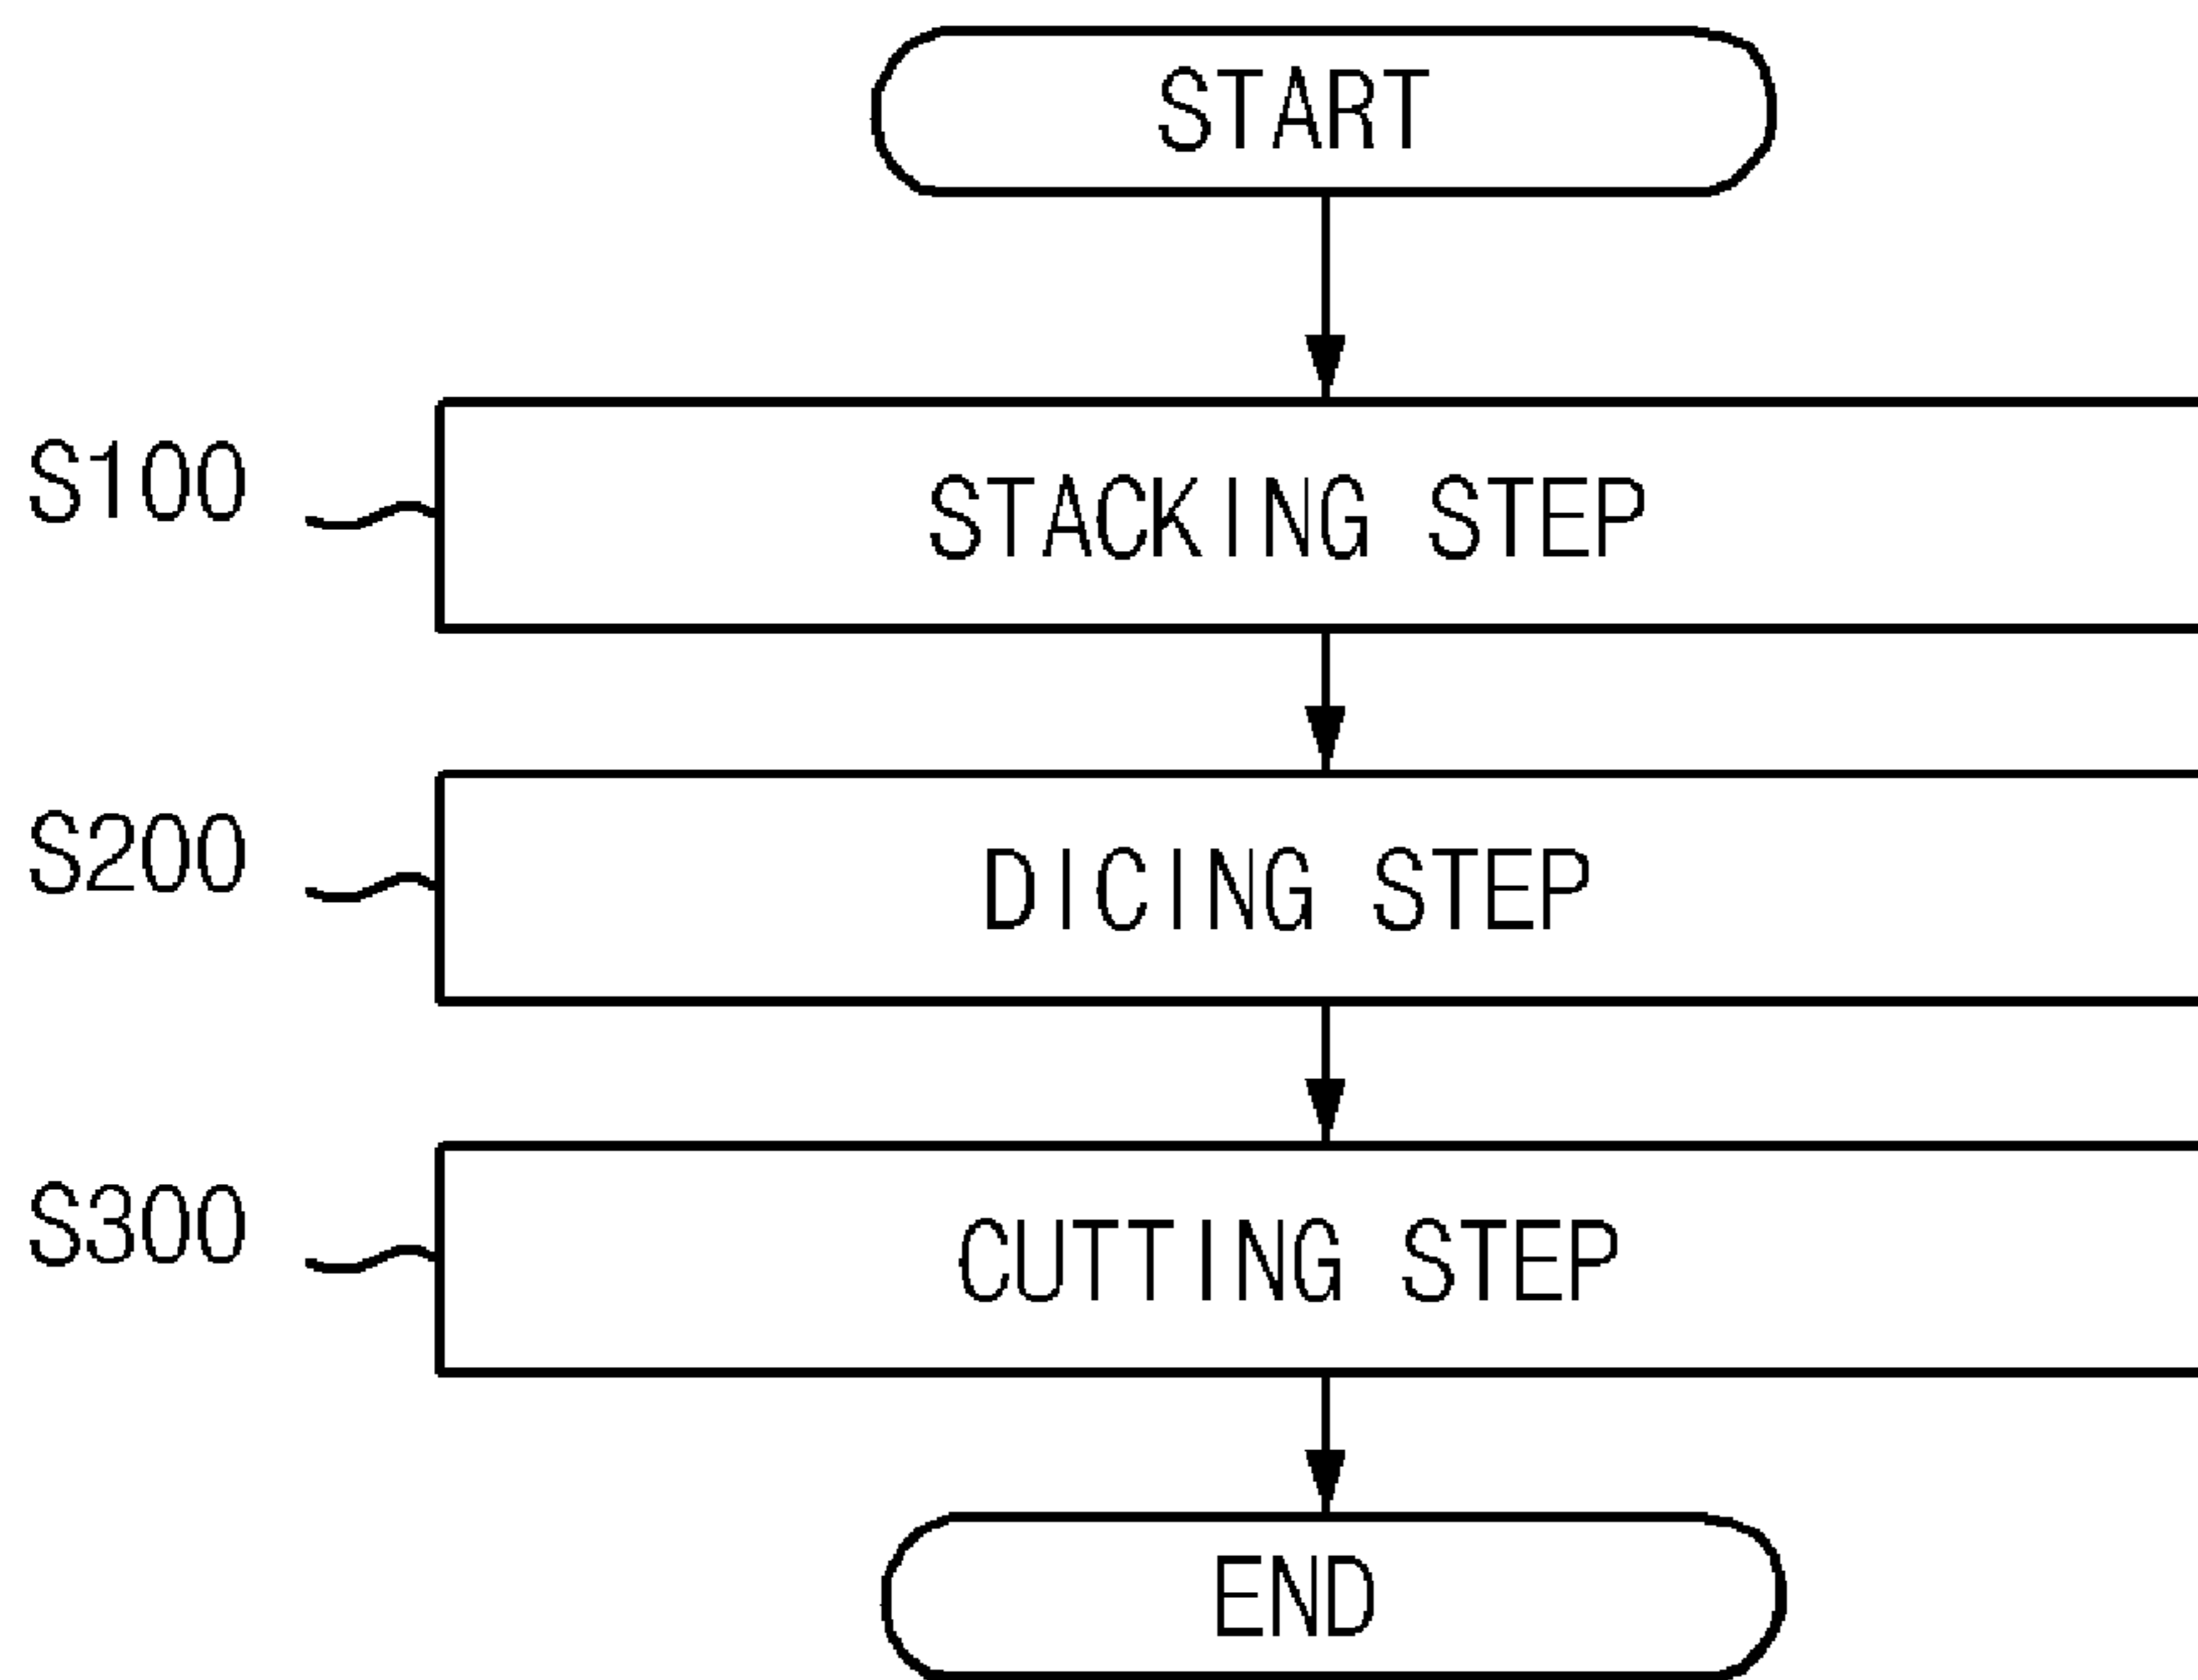 START
S100
STACKING STEP
S200
DICING STEP
S300
CUTTING STEP
END